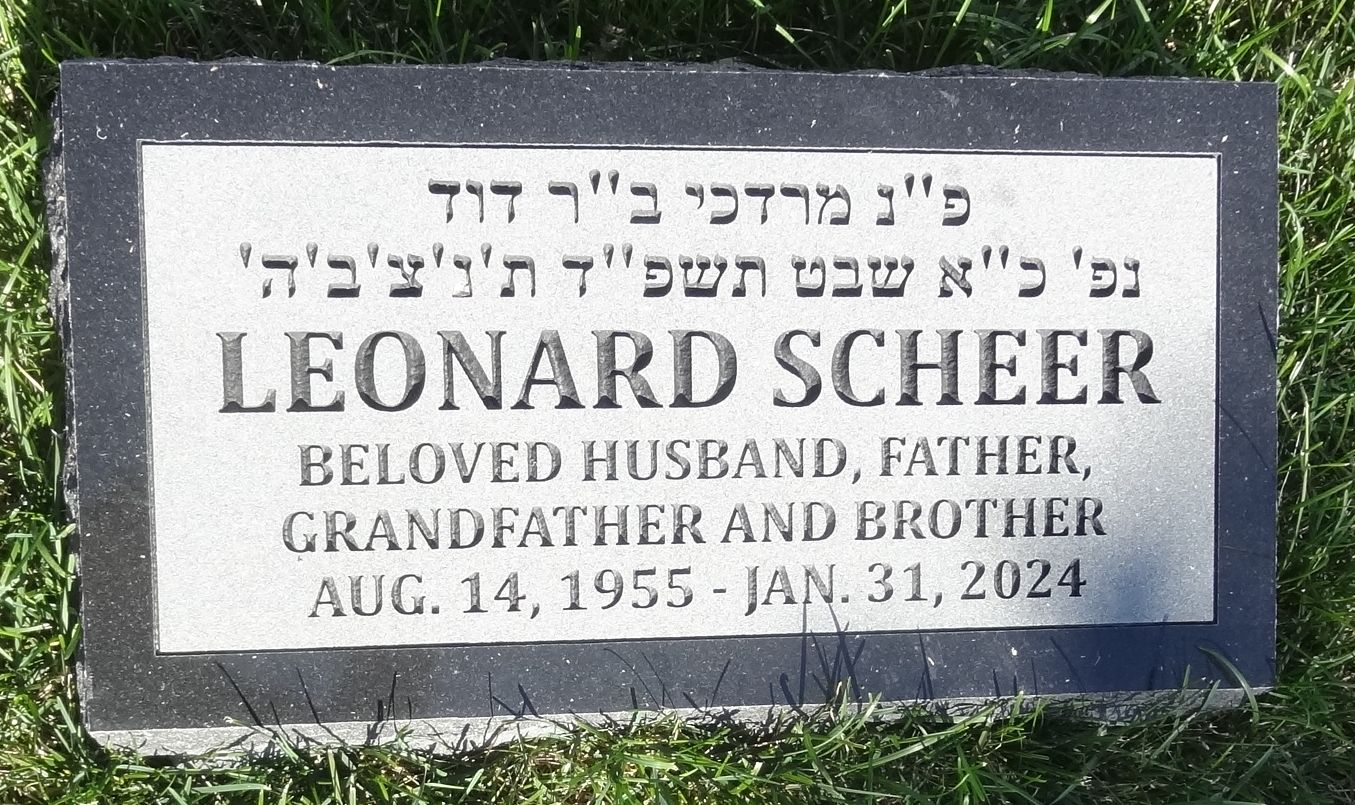 פ"נ מרדכי ב"ר דוד
נפ' כ"א שבט תשפ"ד ת'נ'צ'ב'ה'
LEONARD SCHEER
BELOVED HUSBAND, FATHER,
GRANDFATHER AND BROTHER
AUG. 14, 1955 - JAN. 31, 2024